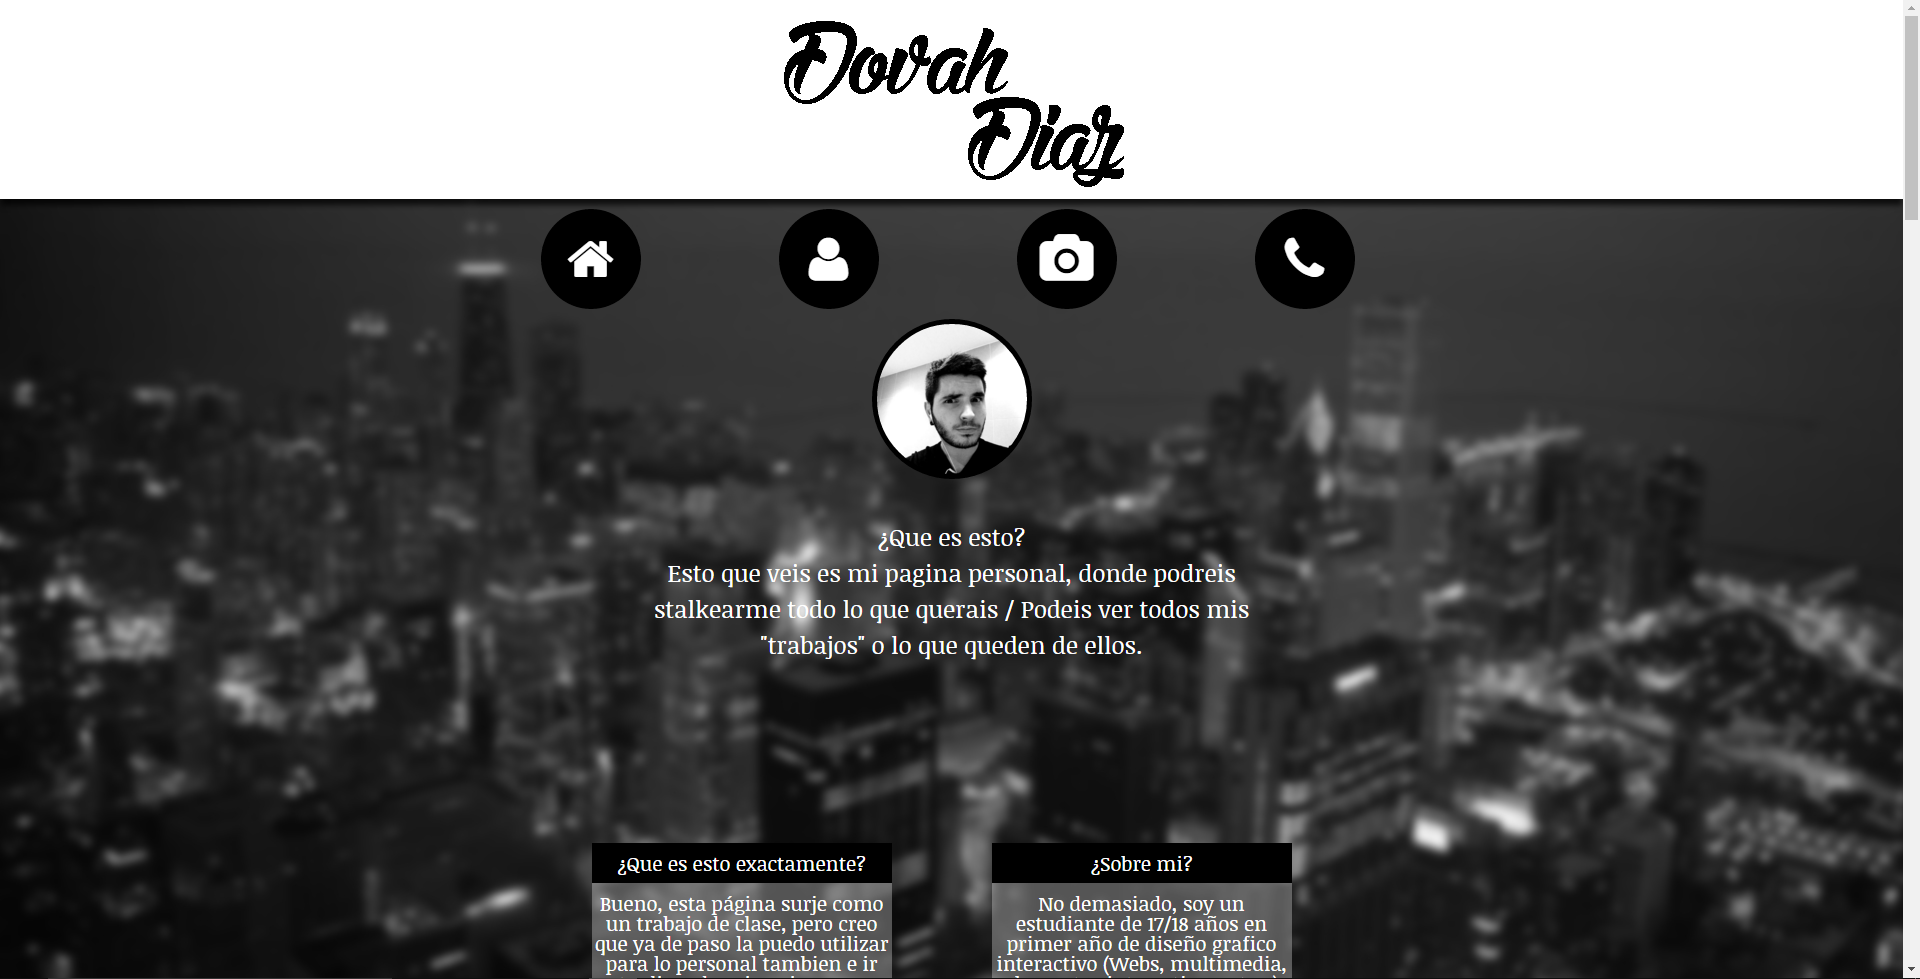 Dovah
Diaz
¿Que es esto?
Esto que veis es mi pagina personal, donde podreis
stalkearme todo lo que querais / Podeis ver todos mis
"trabajos" o lo que queden de ellos.
¿Que es esto exactamente?
Bueno, esta página surje como
un trabajo de clase, pero creo
que ya de paso la puedo utilizar
para lo personal tambien e ir
¿Sobre mi?
No demasiado, soy un
estudiante de 17/18 años en
primer año de diseño grafico
interactivo (Webs, multimedia,